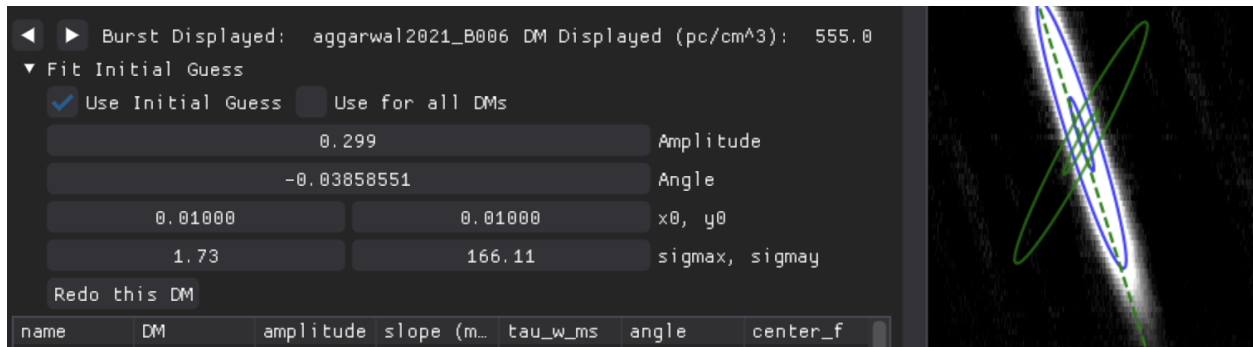 Burst Displayed: aggarwal2021_B006 DM Displayed (pc/cm^3): 555.0
Fit Initial Guess
Use Initial Guess Use for all DMs
0.299 Amplitude
-0.03858551 Angle
0.01000 0.01000 x0, y0
1.73 166.11 sigmax, sigmay
Redo this DM
name DM amplitude slope (m… tau_w_ms angle center_f